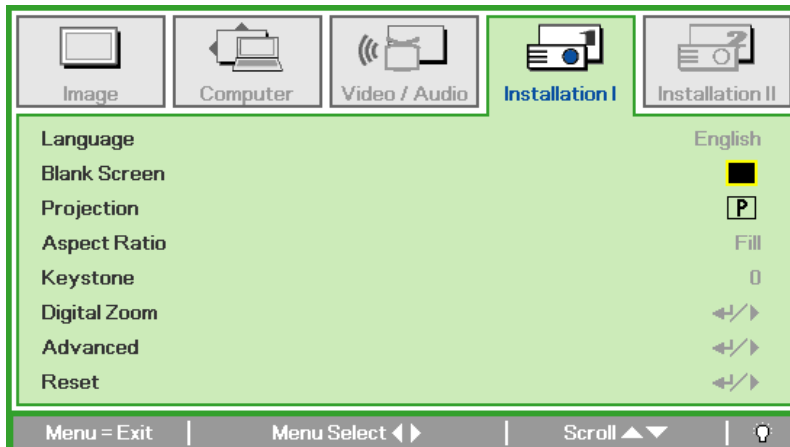 Image Computer Video / Audio Installation I Installation II
Language English
Blank Screen
Projection P
Aspect Ratio Fill
Keystone 0
Digital Zoom
Advanced
Reset
Menu = Exit Menu Select Scroll